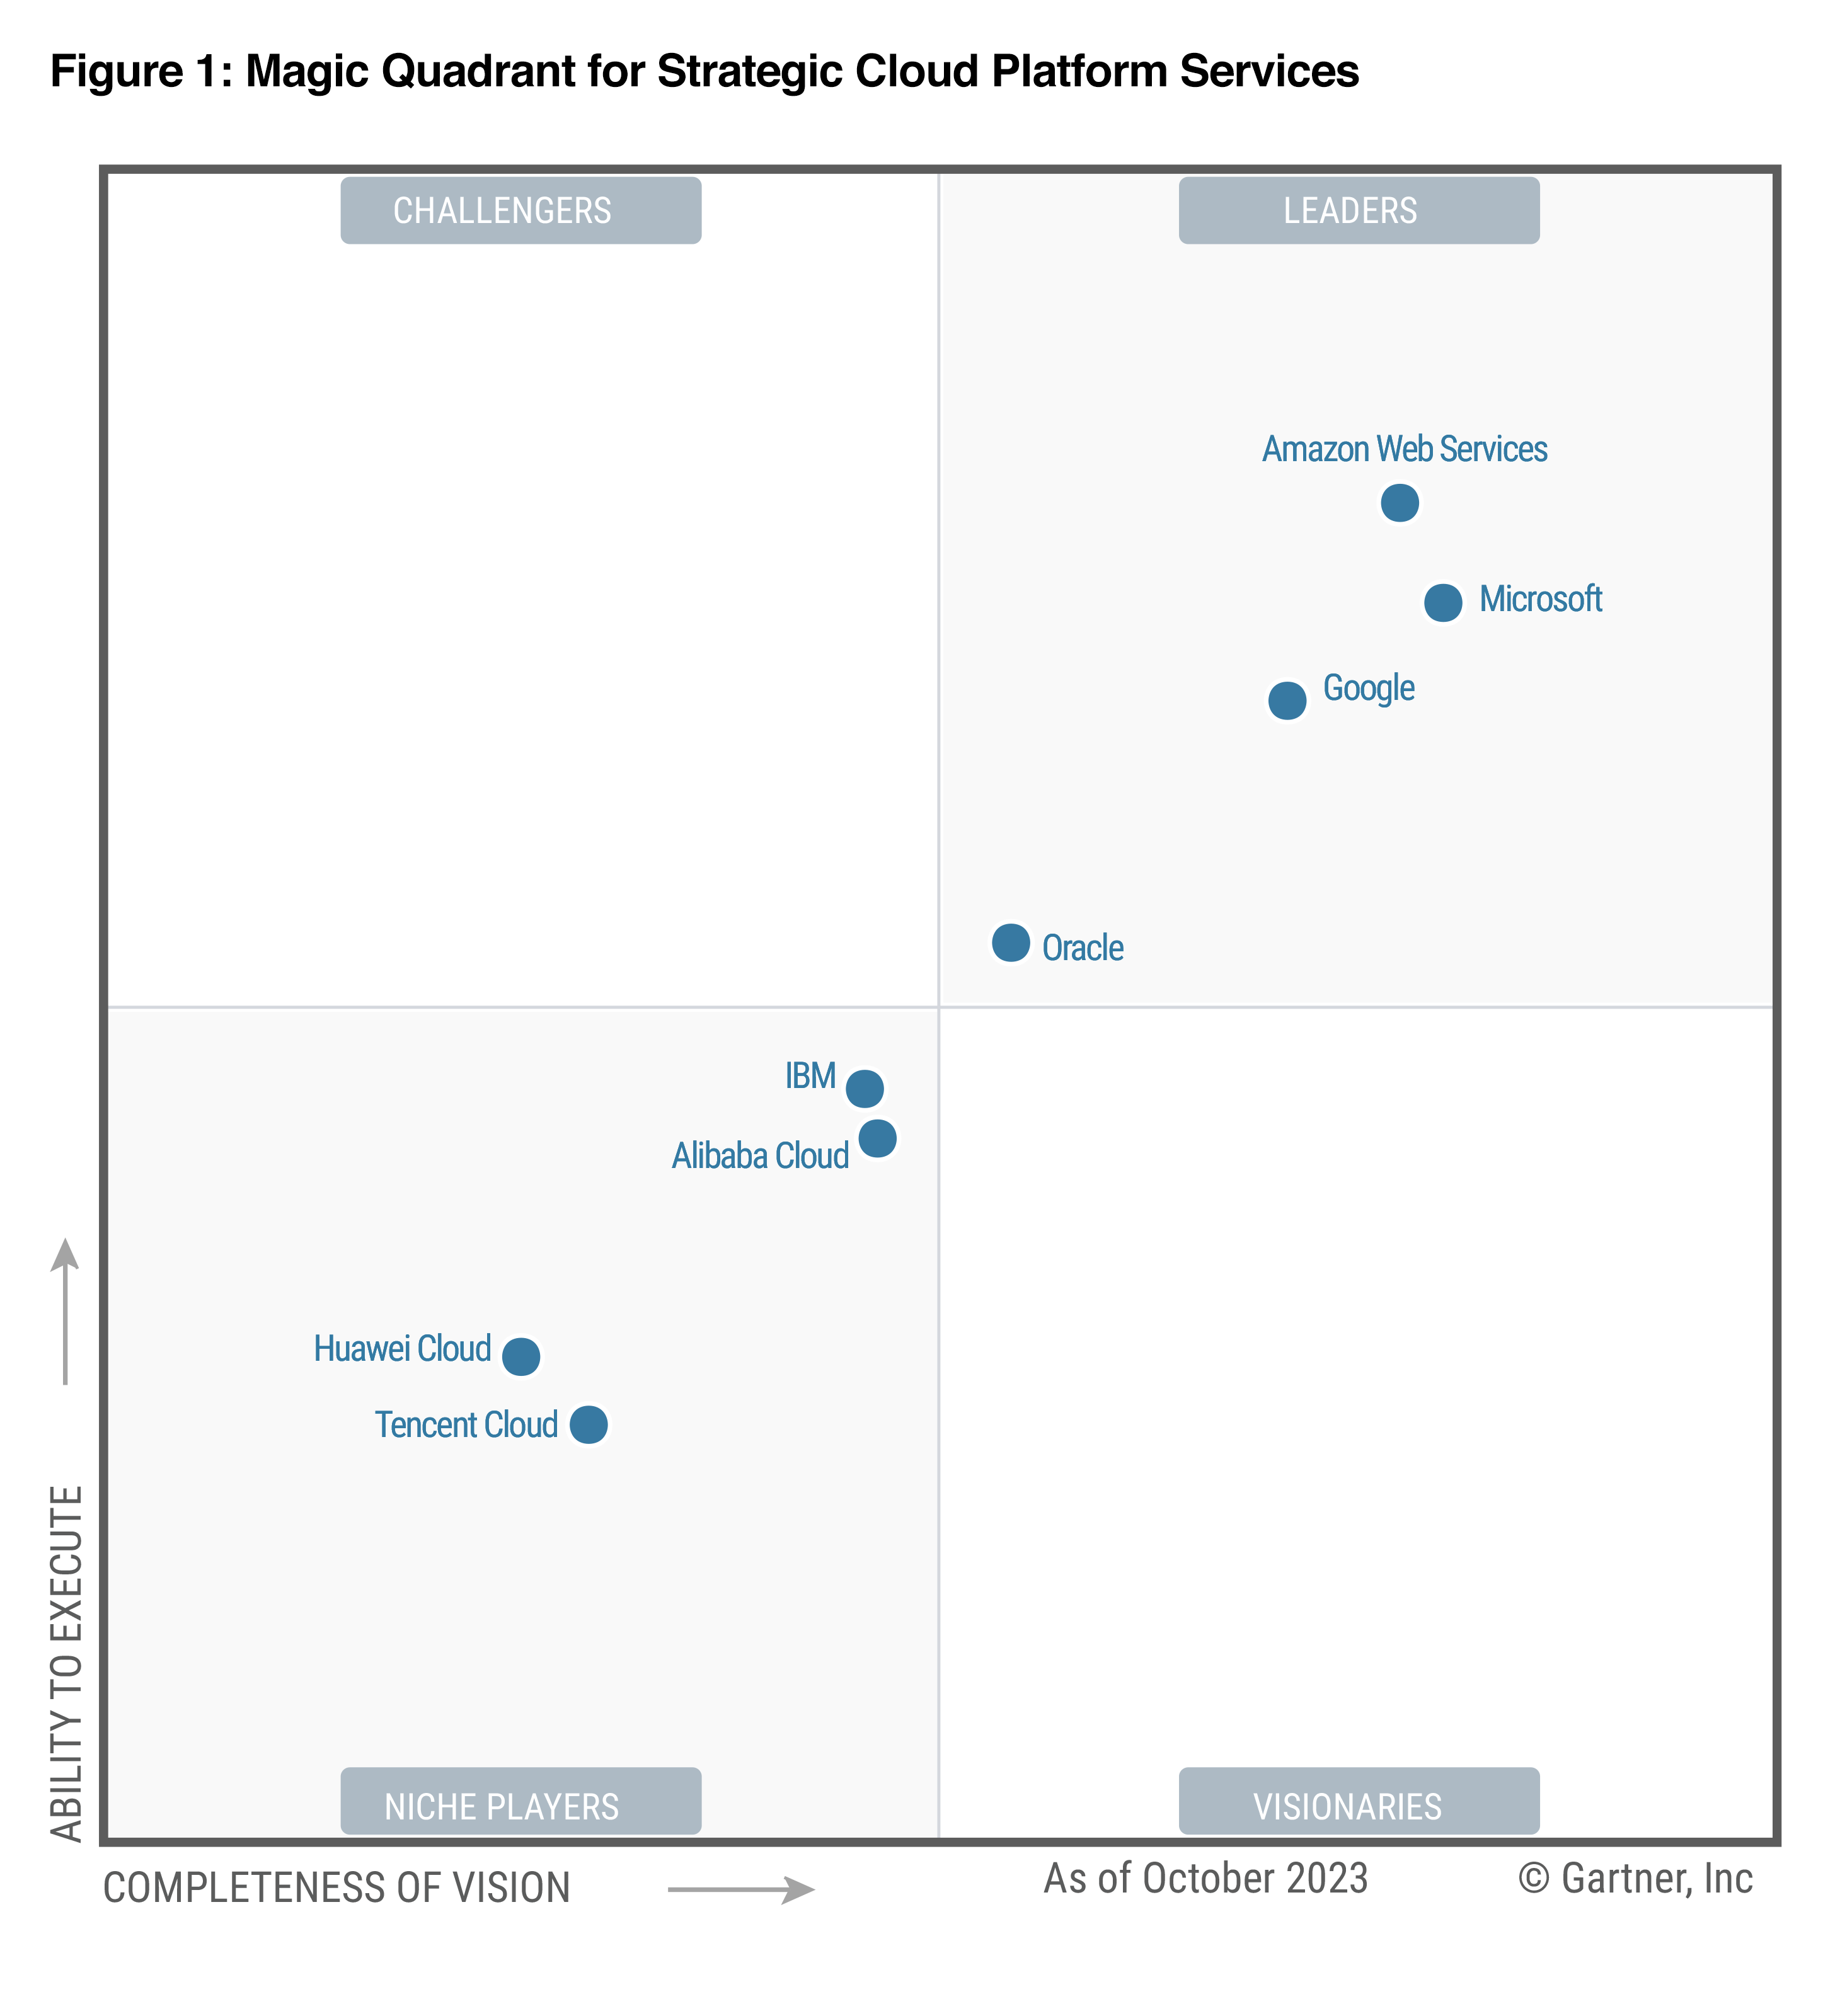 Figure 1: Magic Quadrant for Strategic Cloud Platform Services
CHALLENGERS
LEADERS
Amazon Web Services
Microsoft
Google
Oracle
IBM
Alibaba Cloud
Huawei Cloud
Tencent Cloud
NICHE PLAYERS
VISIONARIES
ABILITY TO EXECUTE
COMPLETENESS OF VISION
As of October 2023
© Gartner, Inc